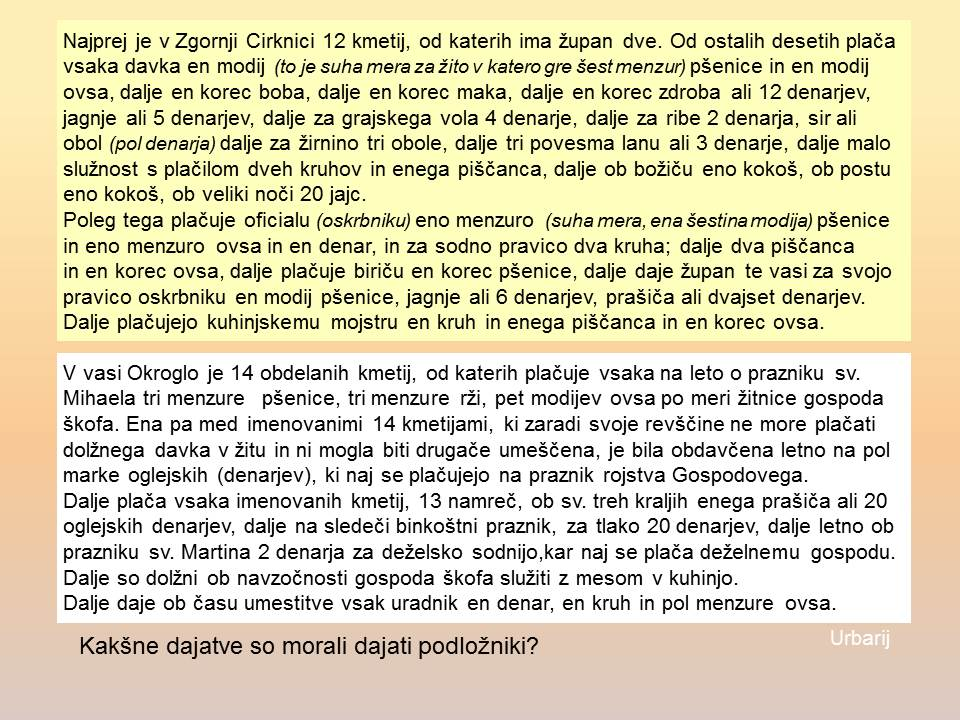 Najprej je v Zgornji Cirknici 12 kmetij, od katerih ima župan dve. Od ostalih desetih plača
vsaka davka en modij (to je suha mera za žito v katero gre šest menzur) pšenice in en modij
ovsa, dalje en korec boba, dalje en korec maka, dalje en korec zdroba ali 12 denarjev,
jagnje ali 5 denarjev, dalje za grajskega vola 4 denarje, dalje za ribe 2 denarja, sir ali
obol (pol denarja) dalje za žirnino tri obole, dalje tri povesma lanu ali 3 denarje, dalje malo
služnost s plačilom dveh kruhov in enega piščanca, dalje ob božiču eno kokoš, ob postu
eno kokoš, ob veliki noči 20 jajc.
Poleg tega plačuje oficialu (oskrbniku) eno menzuro (suha mera, ena šestina modija) pšenice
in eno menzuro ovsa in en denar, in za sodno pravico dva kruha; dalje dva piščanca
in en korec ovsa, dalje plačuje biriču en korec pšenice, dalje daje župan te vasi za svojo
pravico oskrbniku en modij pšenice, jagnje ali 6 denarjev, prašiča ali dvajset denarjev.
Dalje plačujejo kuhinjskemu mojstru en kruh in enega piščanca in en korec ovsa.
V vasi Okroglo je 14 obdelanih kmetij, od katerih plačuje vsaka na leto o prazniku sv.
Mihaela tri menzure pšenice, tri menzure rži, pet modijev ovsa po meri žitnice gospoda
škofa. Ena pa med imenovanimi 14 kmetijami, ki zaradi svoje revščine ne more plačati
dolžnega davka v žitu in ni mogla biti drugače umeščena, je bila obdavčena letno na pol
marke oglejskih (denarjev), ki naj se plačujejo na praznik rojstva Gospodovega.
Dalje plača vsaka imenovanih kmetij, 13 namreč, ob sv. treh kraljih enega prašiča ali 20
oglejskih denarjev, dalje na sledeči binkoštni praznik, za tlako 20 denarjev, dalje letno ob
prazniku sv. Martina 2 denarja za deželsko sodnijo,kar naj se plača deželnemu gospodu.
Dalje so dolžni ob navzočnosti gospoda škofa služiti z mesom v kuhinjo.
Dalje daje ob času umestitve vsak uradnik en denar, en kruh in pol menzure ovsa.
Kakšne dajatve so morali dajati podložniki?
Urbarij